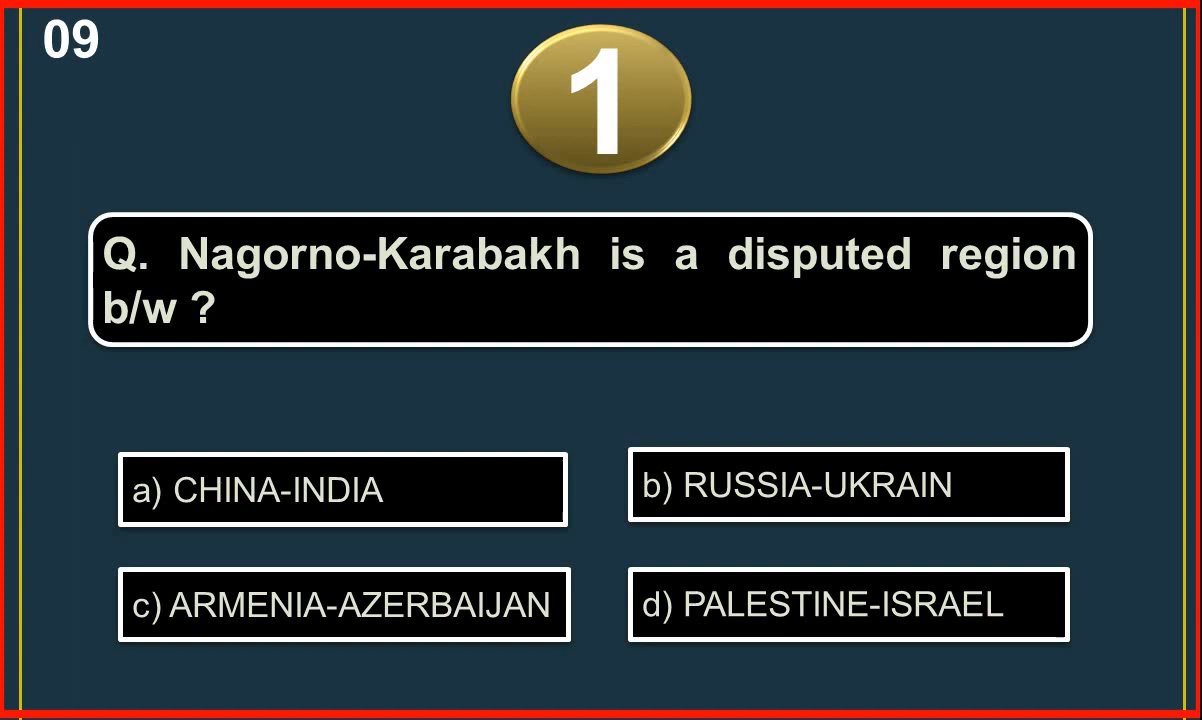 09
1
Q. Nagorno-Karabakh is a disputed region
b/w ?
a) CHINA-INDIA
b) RUSSIA-UKRAIN
c) ARMENIA-AZERBAIJAN
d) PALESTINE-ISRAEL